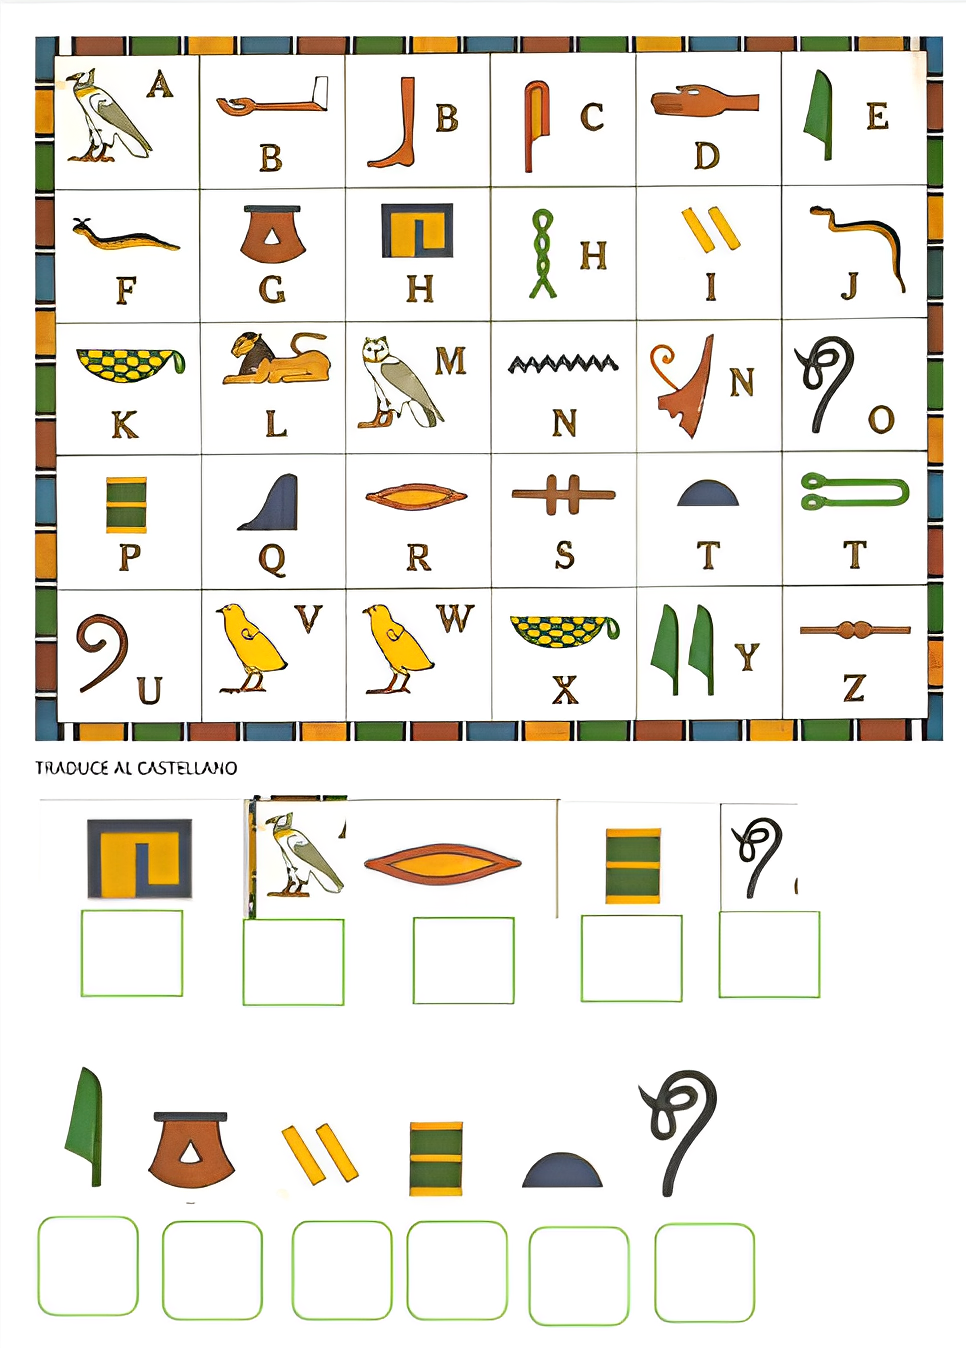 A B B C D E
F G H H I J
K L M N N O
P Q R S T T
U V W X Y Z
TRADUCE AL CASTELLANO